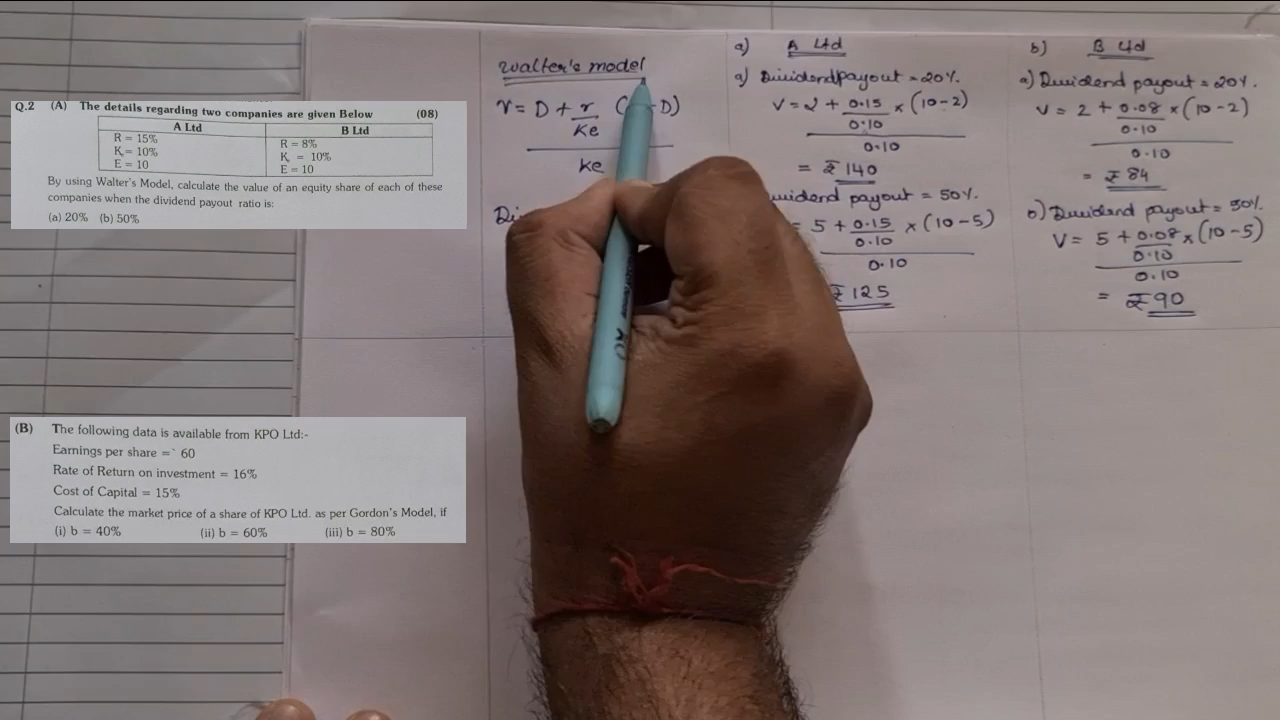 Q.2 (A) The details regarding two companies are given Below (08)
A Ltd B Ltd
R = 15% R = 8%
K = 10% K = 10%
E = 10 E = 10
By using Walter's Model, calculate the value of an equity share of each of these
companies when the dividend payout ratio is:
(a) 20% (b) 50%
(B) The following data is available from KPO Ltd:-
Earnings per share =` 60
Rate of Return on investment = 16%
Cost of Capital = 15%
Calculate the market price of a share of KPO Ltd. as per Gordon's Model, if
(i) b = 40% (ii) b = 60% (iii) b = 80%
Walter's model
V = D + r ( - D)
Ke
Ke
Di
a) A Ltd
a) Dividend payout = 20%.
V = 2 + 0.15 × (10-2)
0.10
0.10
= ₹ 140
vidend payout = 50%.
= 5 + 0.15 × (10-5)
0.10
0.10
₹ 125
b) B Ltd
a) Dividend payout = 20%.
V = 2 + 0.08 × (10-2)
0.10
0.10
= ₹ 84
b) Dividend payout = 50%.
V = 5 + 0.08 × (10-5)
0.10
0.10
= ₹ 90